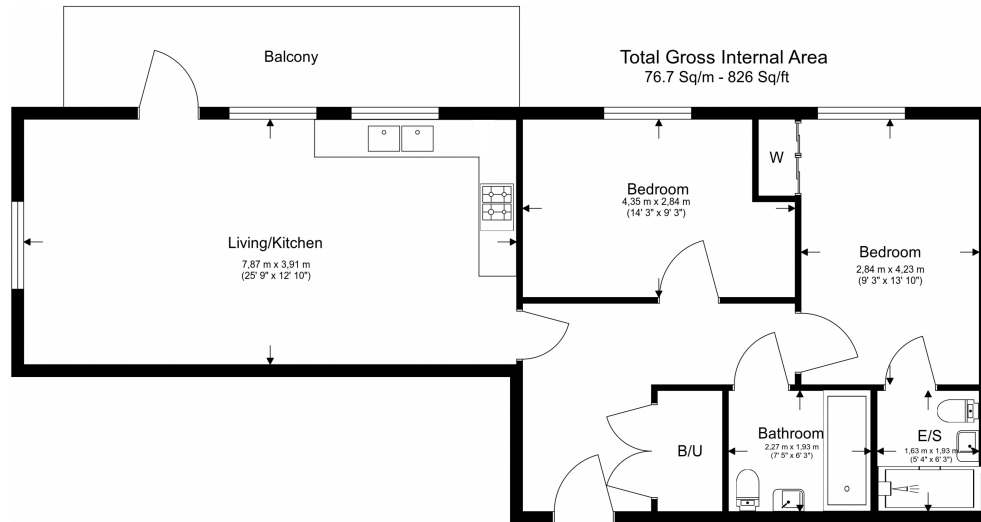 Balcony
Total Gross Internal Area
76.7 Sq/m - 826 Sq/ft
W
Bedroom
4,35 m x 2,84 m
(14' 3" x 9' 3")
Living/Kitchen
7,87 m x 3,91 m
(25' 9" x 12' 10")
Bedroom
2,84 m x 4,23 m
(9' 3" x 13' 10")
B/U
Bathroom
2,27 m x 1,93 m
(7' 5" x 6' 3")
E/S
1,63 m x 1,93 m
(5' 4" x 6' 3")